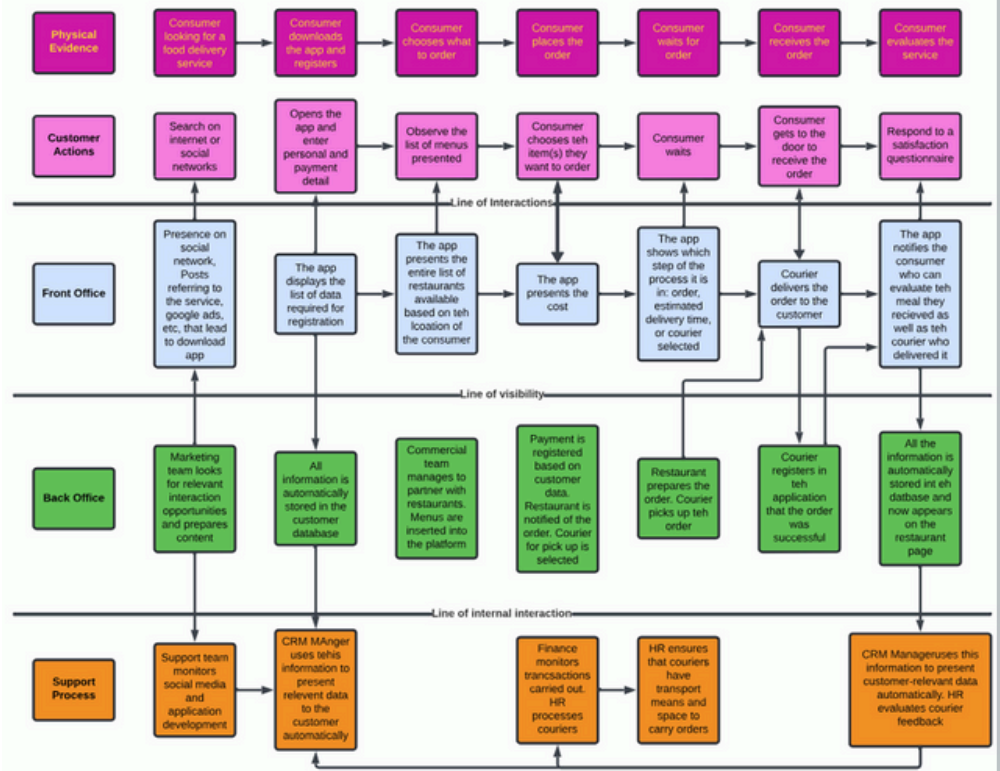 Physical
Evidence
Consumer
looking for a
food delivery
service
Consumer
downloads
the app and
registers
Consumer
chooses what
to order
Consumer
places the
order
Consumer
waits for
order
Consumer
receives the
order
Consumer
evaluates the
service
Customer
Actions
Search on
internet or
social
networks
Opens the
app and
enter
personal and
payment
detail
Observe the
list of menus
presented
Consumer
chooses teh
item(s) they
want to order
Consumer
waits
Consumer
gets to the
door to
receive the
order
Respond to a
satisfaction
questionnaire
Line of Interactions
Front Office
Presence on
social
network,
Posts
referring to
the service,
google ads,
etc, that lead
to download
app
The app
displays the
list of data
required for
registration
The app
presents the
entire list of
restaurants
available
based on teh
lcoation of
the consumer
The app
presents the
cost
The app
shows which
step of the
process it is
in: order,
estimated
delivery time,
or courier
selected
Courier
delivers the
order to the
customer
The app
notifies the
consumer
who can
evaluate teh
meal they
recieved as
well as teh
courier who
delivered it
Line of visibility
Back Office
Marketing
team looks
for relevant
interaction
opportunities
and prepares
content
All
information is
automatically
stored in the
customer
database
Commercial
team
manages to
partner with
restaurants.
Menus are
inserted into
the platform
Payment is
registered
based on
customer
data.
Restaurant is
notified of the
order. Courier
for pick up is
selected
Restaurant
prepares the
order. Courier
picks up teh
order
Courier
registers in
teh
application
that the order
was
successful
All the
information is
automatically
stored int eh
datbase and
now appears
on the
restaurant
page
Line of internal interaction
Support
Process
Support team
monitors
social media
and
application
development
CRM MAnger
uses tehis
information to
present
relevent data
to the
customer
automatically
Finance
monitors
trancsactions
carried out.
HR
processes
couriers
HR ensures
that couriers
have
transport
means and
space to
carry orders
CRM Manageruses this
information to present
customer-relevant data
automatically. HR
evaluates courier
feedback